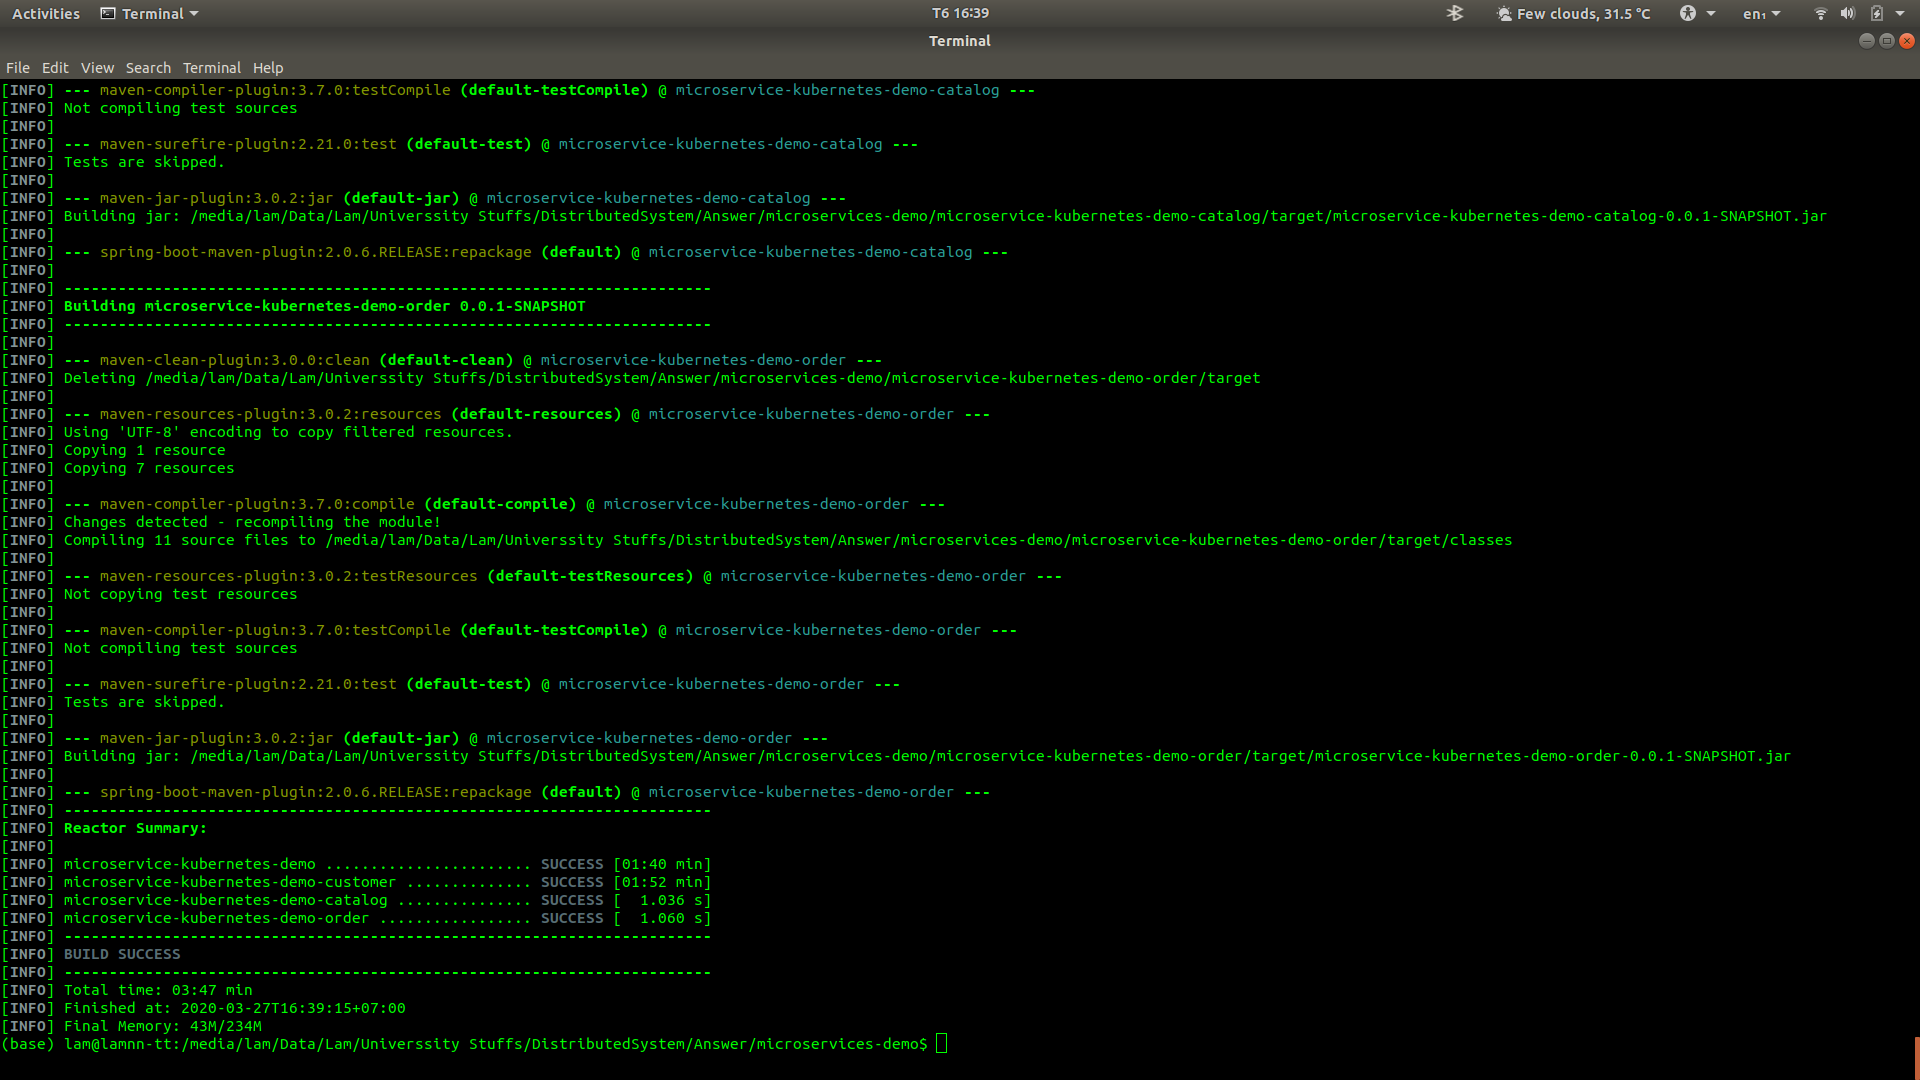 Activities Terminal T6 16:39 Few clouds, 31.5 °C en₁
Terminal
File Edit View Search Terminal Help
[INFO] --- maven-compiler-plugin:3.7.0:testCompile (default-testCompile) @ microservice-kubernetes-demo-catalog ---
[INFO] Not compiling test sources
[INFO]
[INFO] --- maven-surefire-plugin:2.21.0:test (default-test) @ microservice-kubernetes-demo-catalog ---
[INFO] Tests are skipped.
[INFO]
[INFO] --- maven-jar-plugin:3.0.2:jar (default-jar) @ microservice-kubernetes-demo-catalog ---
[INFO] Building jar: /media/lam/Data/Lam/Universsity Stuffs/DistributedSystem/Answer/microservices-demo/microservice-kubernetes-demo-catalog/target/microservice-kubernetes-demo-catalog-0.0.1-SNAPSHOT.jar
[INFO]
[INFO] --- spring-boot-maven-plugin:2.0.6.RELEASE:repackage (default) @ microservice-kubernetes-demo-catalog ---
[INFO]
[INFO] ------------------------------------------------------------------------
[INFO] Building microservice-kubernetes-demo-order 0.0.1-SNAPSHOT
[INFO] ------------------------------------------------------------------------
[INFO]
[INFO] --- maven-clean-plugin:3.0.0:clean (default-clean) @ microservice-kubernetes-demo-order ---
[INFO] Deleting /media/lam/Data/Lam/Universsity Stuffs/DistributedSystem/Answer/microservices-demo/microservice-kubernetes-demo-order/target
[INFO]
[INFO] --- maven-resources-plugin:3.0.2:resources (default-resources) @ microservice-kubernetes-demo-order ---
[INFO] Using 'UTF-8' encoding to copy filtered resources.
[INFO] Copying 1 resource
[INFO] Copying 7 resources
[INFO]
[INFO] --- maven-compiler-plugin:3.7.0:compile (default-compile) @ microservice-kubernetes-demo-order ---
[INFO] Changes detected - recompiling the module!
[INFO] Compiling 11 source files to /media/lam/Data/Lam/Universsity Stuffs/DistributedSystem/Answer/microservices-demo/microservice-kubernetes-demo-order/target/classes
[INFO]
[INFO] --- maven-resources-plugin:3.0.2:testResources (default-testResources) @ microservice-kubernetes-demo-order ---
[INFO] Not copying test resources
[INFO]
[INFO] --- maven-compiler-plugin:3.7.0:testCompile (default-testCompile) @ microservice-kubernetes-demo-order ---
[INFO] Not compiling test sources
[INFO]
[INFO] --- maven-surefire-plugin:2.21.0:test (default-test) @ microservice-kubernetes-demo-order ---
[INFO] Tests are skipped.
[INFO]
[INFO] --- maven-jar-plugin:3.0.2:jar (default-jar) @ microservice-kubernetes-demo-order ---
[INFO] Building jar: /media/lam/Data/Lam/Universsity Stuffs/DistributedSystem/Answer/microservices-demo/microservice-kubernetes-demo-order/target/microservice-kubernetes-demo-order-0.0.1-SNAPSHOT.jar
[INFO]
[INFO] --- spring-boot-maven-plugin:2.0.6.RELEASE:repackage (default) @ microservice-kubernetes-demo-order ---
[INFO] ------------------------------------------------------------------------
[INFO] Reactor Summary:
[INFO]
[INFO] microservice-kubernetes-demo ....................... SUCCESS [01:40 min]
[INFO] microservice-kubernetes-demo-customer .............. SUCCESS [01:52 min]
[INFO] microservice-kubernetes-demo-catalog ............... SUCCESS [  1.036 s]
[INFO] microservice-kubernetes-demo-order ................. SUCCESS [  1.060 s]
[INFO] ------------------------------------------------------------------------
[INFO] BUILD SUCCESS
[INFO] ------------------------------------------------------------------------
[INFO] Total time: 03:47 min
[INFO] Finished at: 2020-03-27T16:39:15+07:00
[INFO] Final Memory: 43M/234M
(base) lam@lamnn-tt:/media/lam/Data/Lam/Universsity Stuffs/DistributedSystem/Answer/microservices-demo$